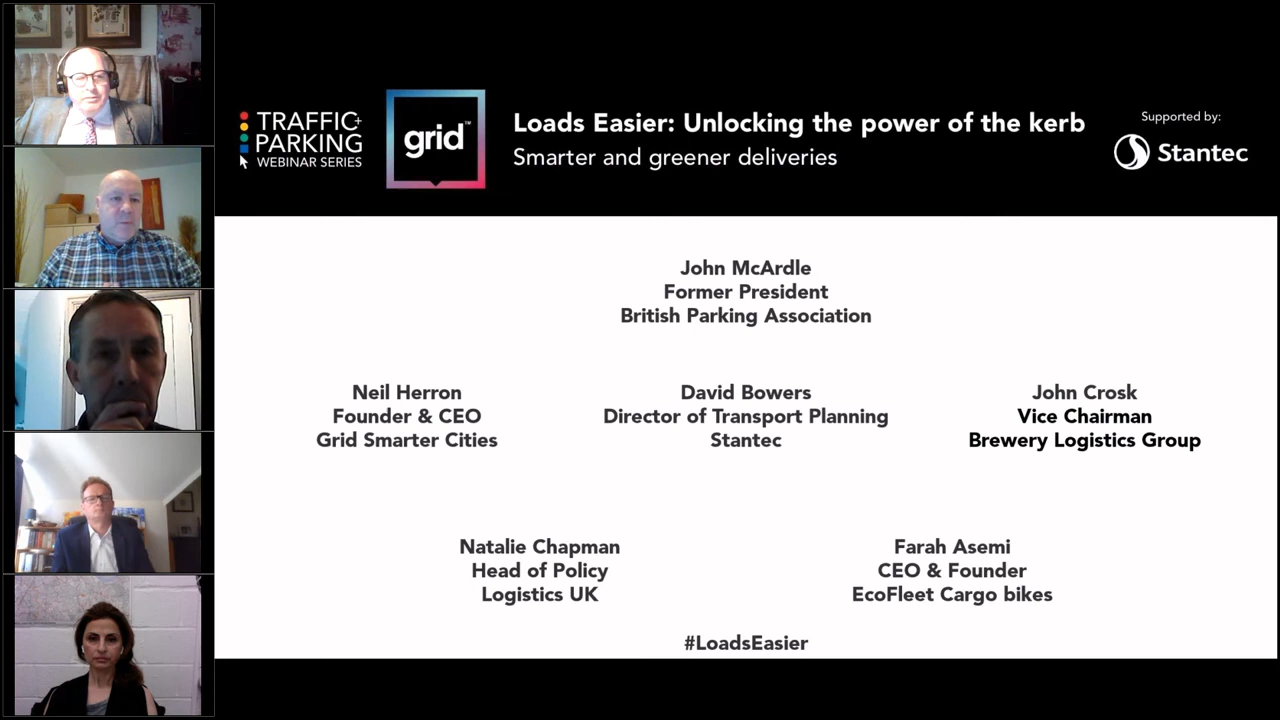 TRAFFIC+
PARKING
WEBINAR SERIES
grid™
Loads Easier: Unlocking the power of the kerb
Smarter and greener deliveries
Supported by:
Stantec
John McArdle
Former President
British Parking Association
Neil Herron
Founder & CEO
Grid Smarter Cities
David Bowers
Director of Transport Planning
Stantec
John Crosk
Vice Chairman
Brewery Logistics Group
Natalie Chapman
Head of Policy
Logistics UK
Farah Asemi
CEO & Founder
EcoFleet Cargo bikes
#LoadsEasier